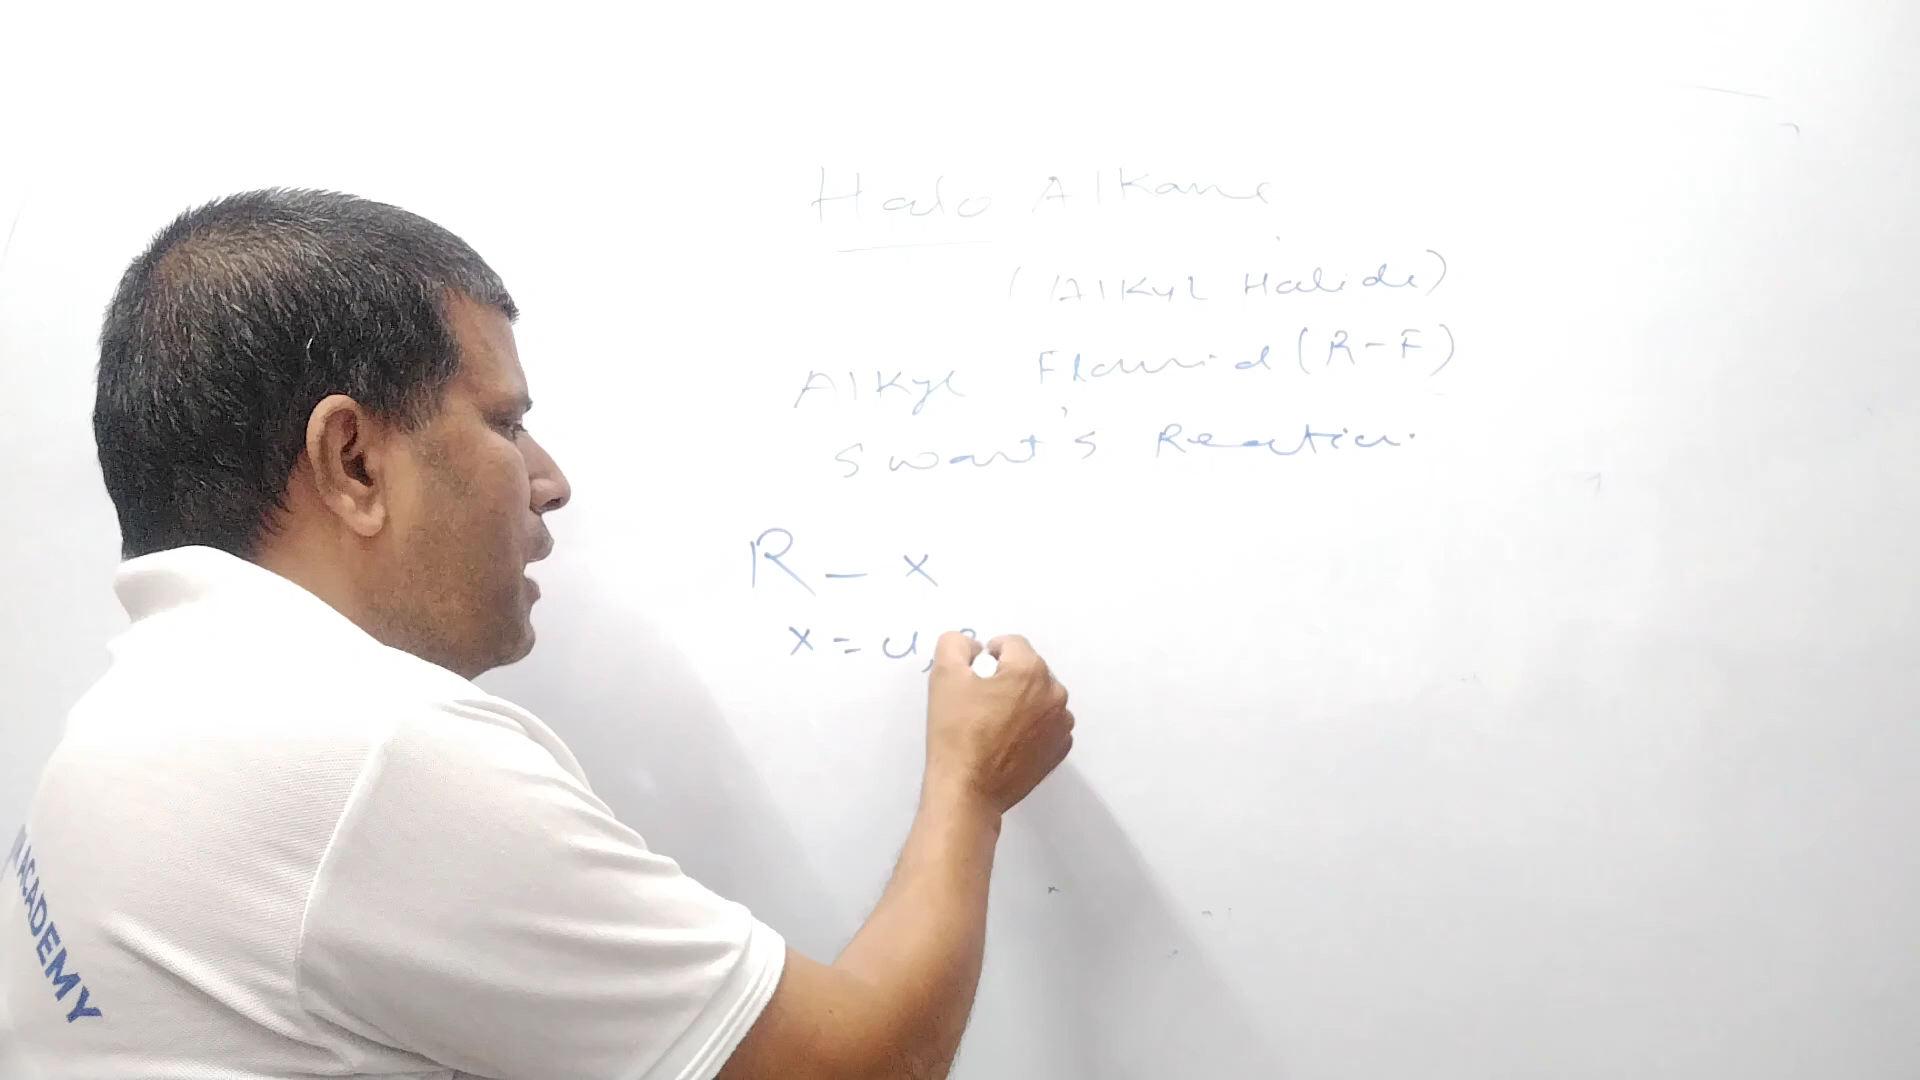 Halo Alkane
(Alkyl Halide)
Alkyl Flourid (R-F)
Swart's Reaction.
R - x
x = Cl,
ACADEMY